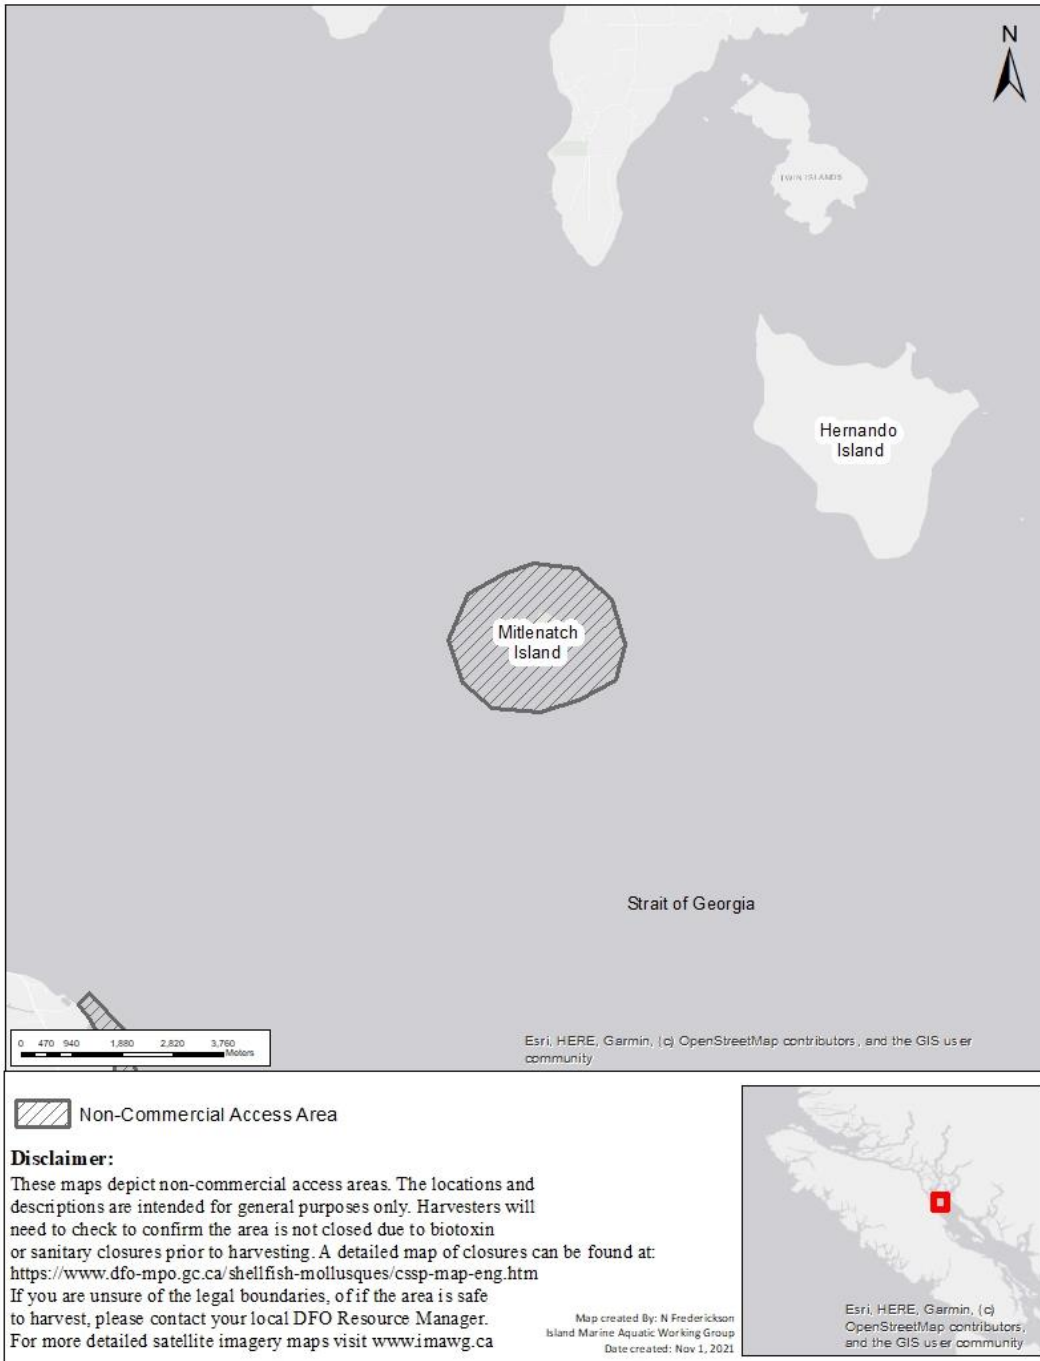 N
TWIN ISLANDS
Hernando
Island
Mitlenatch
Island
Strait of Georgia
0 470 940 1,880 2,820 3,760
Meters
Esri, HERE, Garmin, (c) OpenStreetMap contributors, and the GIS user
community
Non-Commercial Access Area
Disclaimer:
These maps depict non-commercial access areas. The locations and
descriptions are intended for general purposes only. Harvesters will
need to check to confirm the area is not closed due to biotoxin
or sanitary closures prior to harvesting. A detailed map of closures can be found at:
https://www.dfo-mpo.gc.ca/shellfish-mollusques/cssp-map-eng.htm
If you are unsure of the legal boundaries, of if the area is safe
to harvest, please contact your local DFO Resource Manager.
For more detailed satellite imagery maps visit www.imawg.ca
Map created By: N Frederickson
Island Marine Aquatic Working Group
Date created: Nov 1, 2021
Esri, HERE, Garmin, (c)
OpenStreetMap contributors,
and the GIS user community